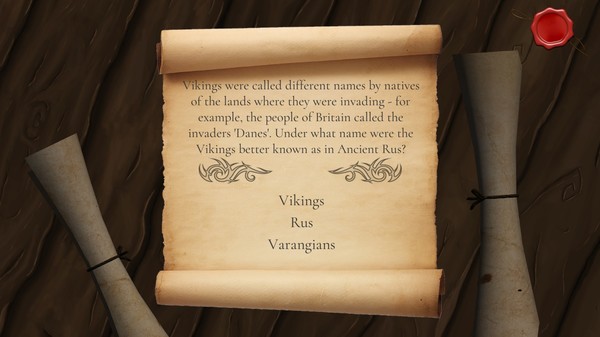 Vikings were called different names by natives
of the lands where they were invading - for
example, the people of Britain called the
invaders 'Danes'. Under what name were the
Vikings better known as in Ancient Rus?
Vikings
Rus
Varangians